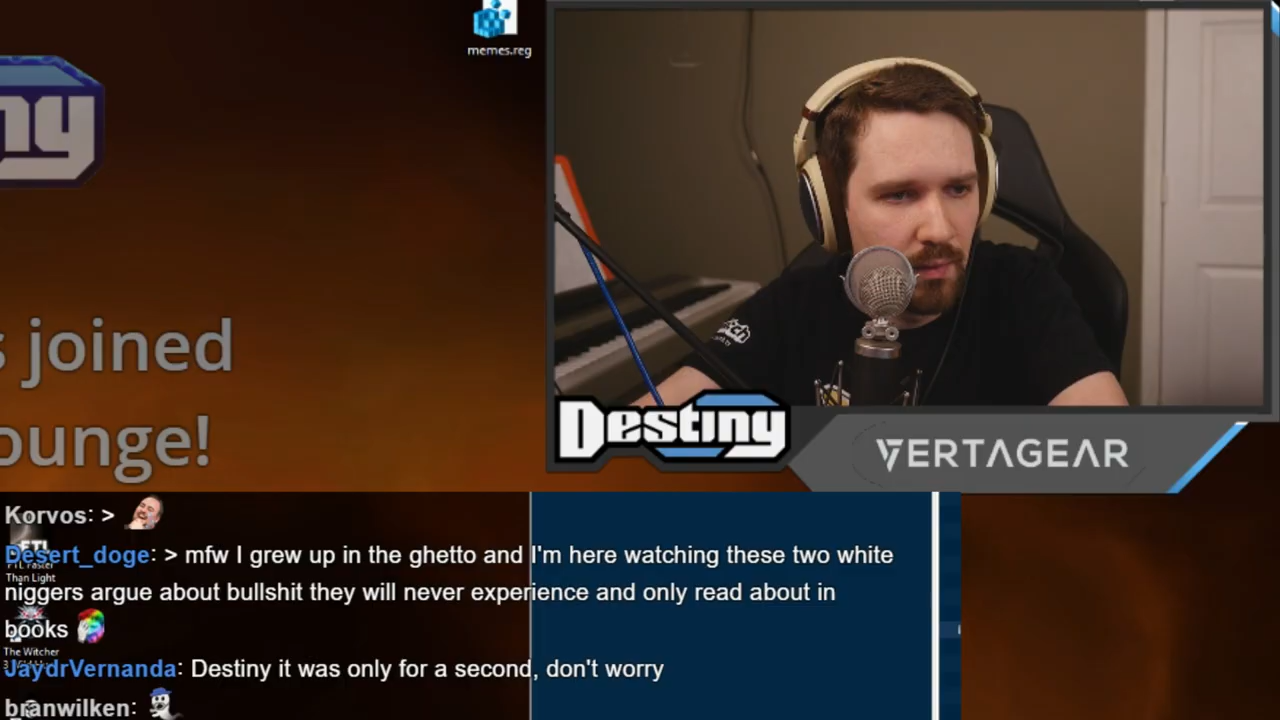 memes.reg
ny
s joined
ounge!
Destiny
VERTAGEAR
Korvos: >
Desert_doge: > mfw I grew up in the ghetto and I'm here watching these two white
niggers argue about bullshit they will never experience and only read about in
books
Than Light
The Witcher
JaydrVernanda: Destiny it was only for a second, don't worry
branwilken: